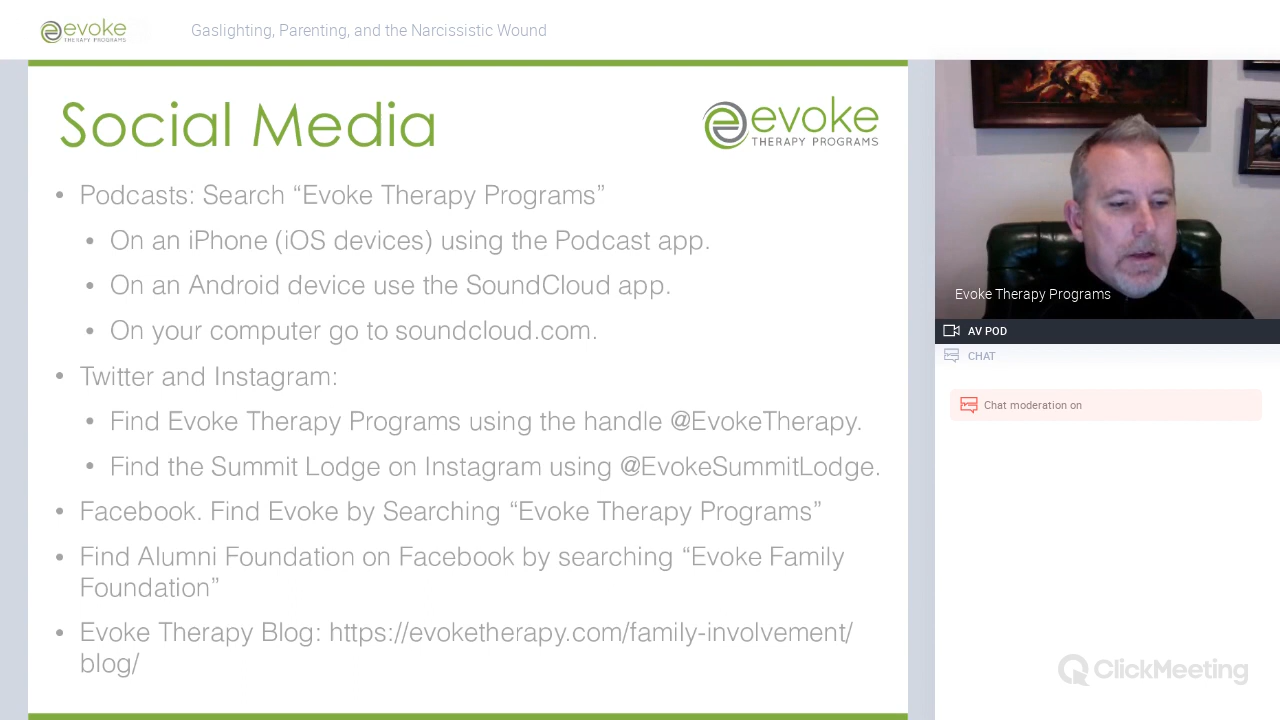 evoke
THERAPY PROGRAMS
Gaslighting, Parenting, and the Narcissistic Wound
Social Media
evoke
THERAPY PROGRAMS
• Podcasts: Search “Evoke Therapy Programs”
• On an iPhone (iOS devices) using the Podcast app.
• On an Android device use the SoundCloud app.
• On your computer go to soundcloud.com.
• Twitter and Instagram:
• Find Evoke Therapy Programs using the handle @EvokeTherapy.
• Find the Summit Lodge on Instagram using @EvokeSummitLodge.
• Facebook. Find Evoke by Searching “Evoke Therapy Programs”
• Find Alumni Foundation on Facebook by searching “Evoke Family
Foundation”
• Evoke Therapy Blog: https://evoketherapy.com/family-involvement/
blog/
Evoke Therapy Programs
AV POD
CHAT
Chat moderation on
ClickMeeting